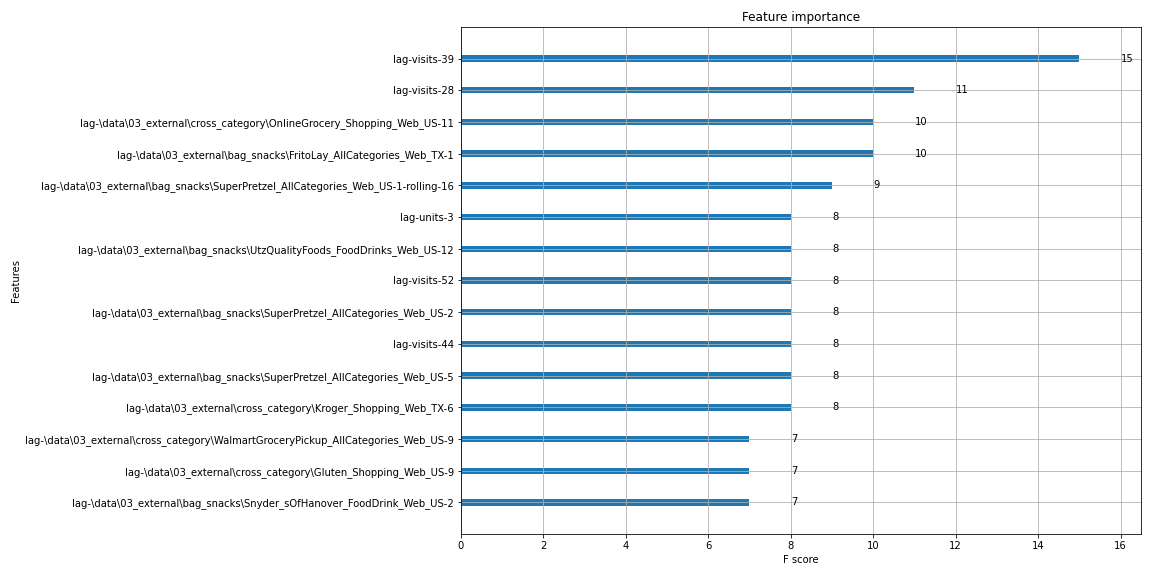 Feature importance
Features
lag-visits-39 15
lag-visits-28 11
lag-\data\03_external\cross_category\OnlineGrocery_Shopping_Web_US-11 10
lag-\data\03_external\bag_snacks\FritoLay_AllCategories_Web_TX-1 10
lag-\data\03_external\bag_snacks\SuperPretzel_AllCategories_Web_US-1-rolling-16 9
lag-units-3 8
lag-\data\03_external\bag_snacks\UtzQualityFoods_FoodDrinks_Web_US-12 8
lag-visits-52 8
lag-\data\03_external\bag_snacks\SuperPretzel_AllCategories_Web_US-2 8
lag-visits-44 8
lag-\data\03_external\bag_snacks\SuperPretzel_AllCategories_Web_US-5 8
lag-\data\03_external\cross_category\Kroger_Shopping_Web_TX-6 8
lag-\data\03_external\cross_category\WalmartGroceryPickup_AllCategories_Web_US-9 7
lag-\data\03_external\cross_category\Gluten_Shopping_Web_US-9 7
lag-\data\03_external\bag_snacks\Snyder_sOfHanover_FoodDrink_Web_US-2 7
0 2 4 6 8 10 12 14 16
F score